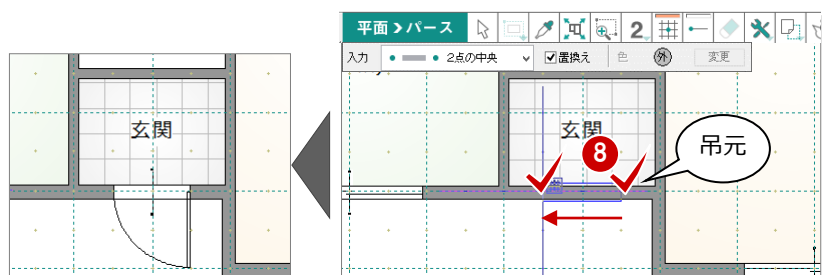 平面 > パース
2
入力 2点の中央 置換え 色 外 変更
玄関
玄関
8
吊元